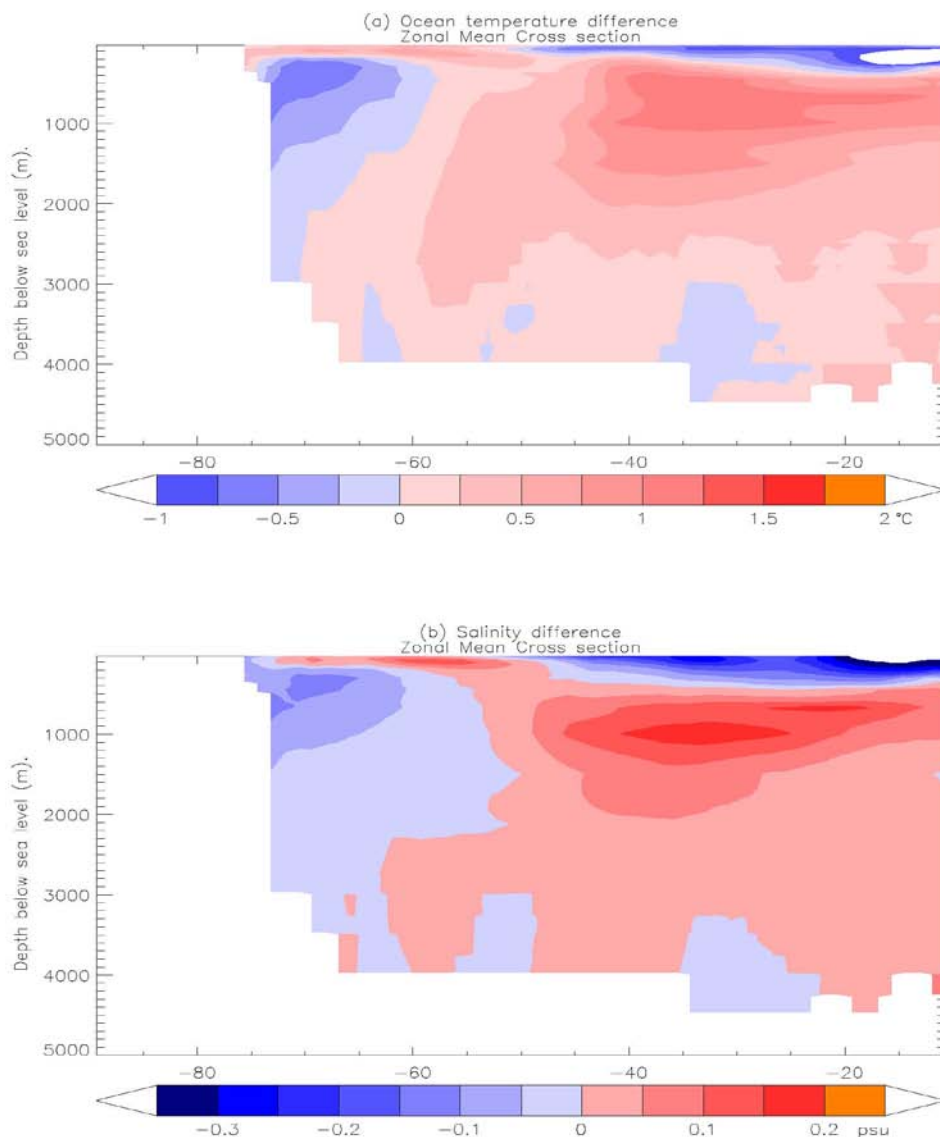 (a) Ocean temperature difference
Zonal Mean Cross section
Depth below sea level (m).
1000
2000
3000
4000
5000
−80 −60 −40 −20
−1 −0.5 0 0.5 1 1.5 2 °C
(b) Salinity difference
Zonal Mean Cross section
Depth below sea level (m).
1000
2000
3000
4000
5000
−80 −60 −40 −20
−0.3 −0.2 −0.1 0 0.1 0.2 psu